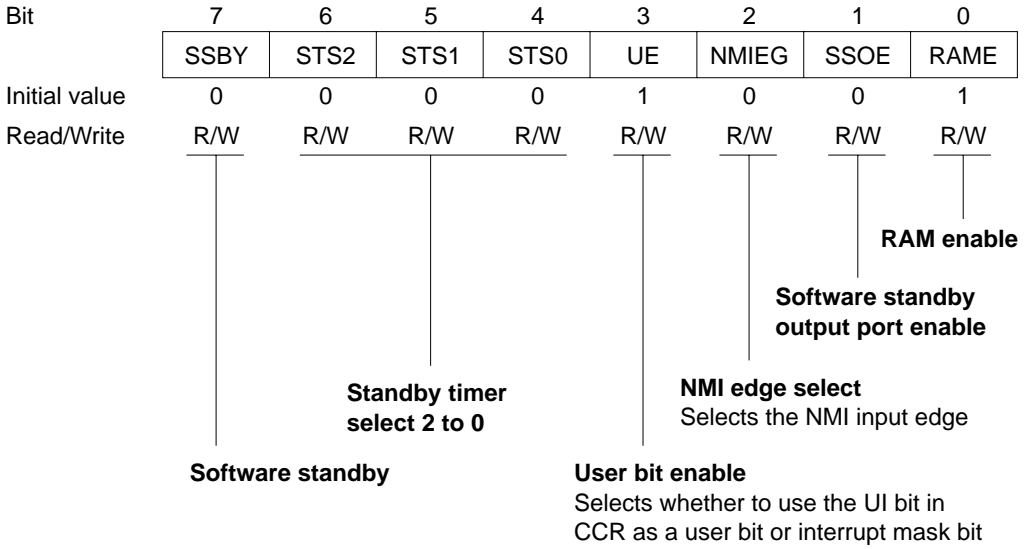 Bit 7 6 5 4 3 2 1 0
SSBY STS2 STS1 STS0 UE NMIEG SSOE RAME
Initial value 0 0 0 0 1 0 0 1
Read/Write R/W R/W R/W R/W R/W R/W R/W R/W
RAM enable
Software standby
output port enable
Standby timer
select 2 to 0
NMI edge select
Selects the NMI input edge
Software standby
User bit enable
Selects whether to use the UI bit in
CCR as a user bit or interrupt mask bit